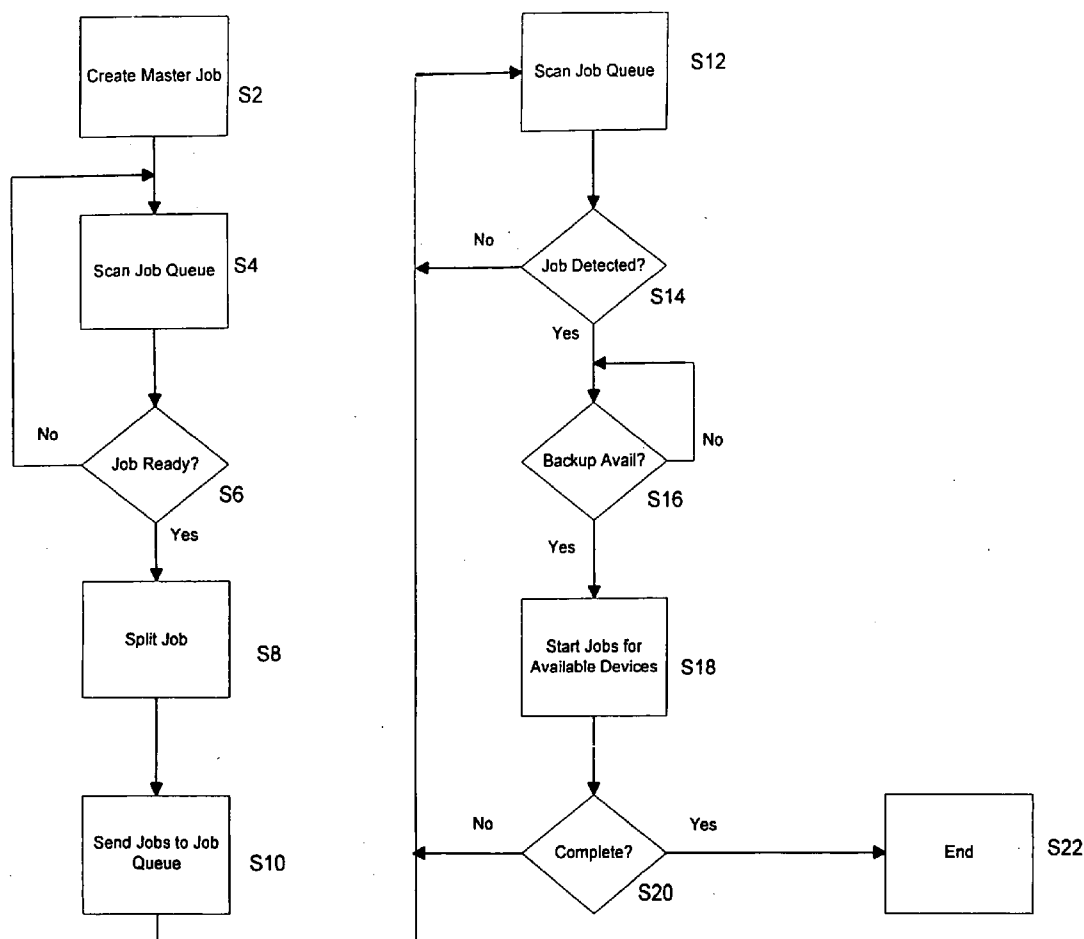 Create Master Job
S2
Scan Job Queue
S4
Job Ready?
S6
No
Yes
Split Job
S8
Send Jobs to Job
Queue
S10
Scan Job Queue
S12
Job Detected?
S14
No
Yes
Backup Avail?
S16
No
Yes
Start Jobs for
Available Devices
S18
Complete?
S20
No
Yes
End
S22